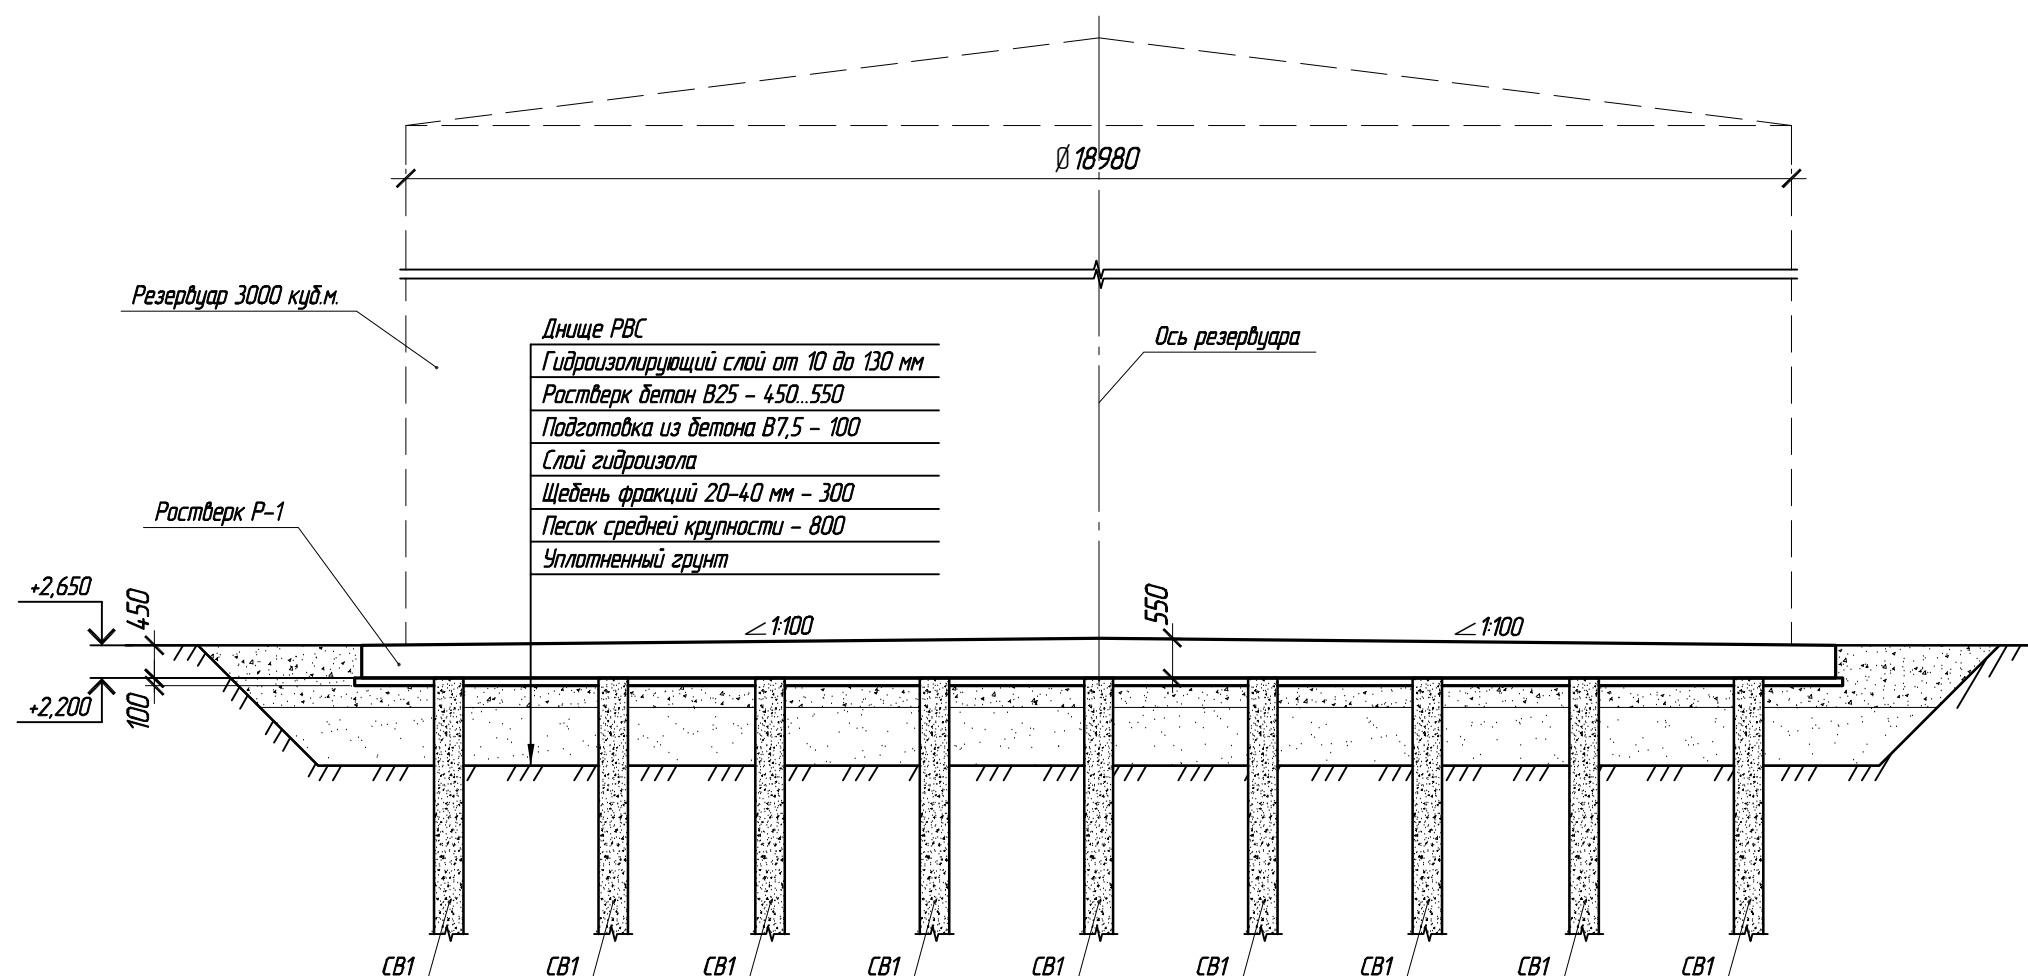 ⌀18980
Резервуар 3000 куб.м.
Днище РВС
Гидроизолирующий слой от 10 до 130 мм
Ростверк бетон В25 – 450...550
Подготовка из бетона В7,5 – 100
Слой гидроизола
Щебень фракций 20–40 мм – 300
Песок средней крупности – 800
Уплотненный грунт
Ось резервуара
Ростверк Р–1
+2,650
450
550
∠1:100
∠1:100
+2,200
100
СВ1
СВ1
СВ1
СВ1
СВ1
СВ1
СВ1
СВ1
СВ1